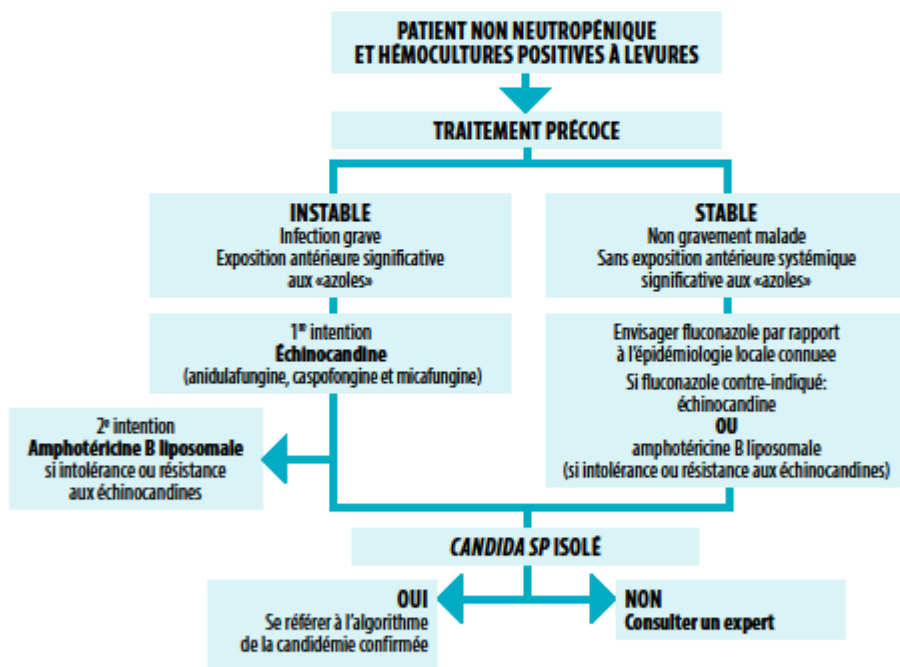 PATIENT NON NEUTROPÉNIQUE
ET HÉMOCULTURES POSITIVES À LEVURES
TRAITEMENT PRÉCOCE
INSTABLE
Infection grave
Exposition antérieure significative
aux «azoles»
STABLE
Non gravement malade
Sans exposition antérieure systémique
significative aux «azoles»
1re intention
Échinocandine
(anidulafungine, caspofongine et micafungine)
Envisager fluconazole par rapport
à l'épidémiologie locale connuee
Si fluconazole contre-indiqué:
échinocandine
OU
amphotéricine B liposomale
(si intolérance ou résistance aux échinocandines)
2e intention
Amphotéricine B liposomale
si intolérance ou résistance
aux échinocandines
CANDIDA SP ISOLÉ
OUI
Se référer à l'algorithme
de la candidémie confirmée
NON
Consulter un expert